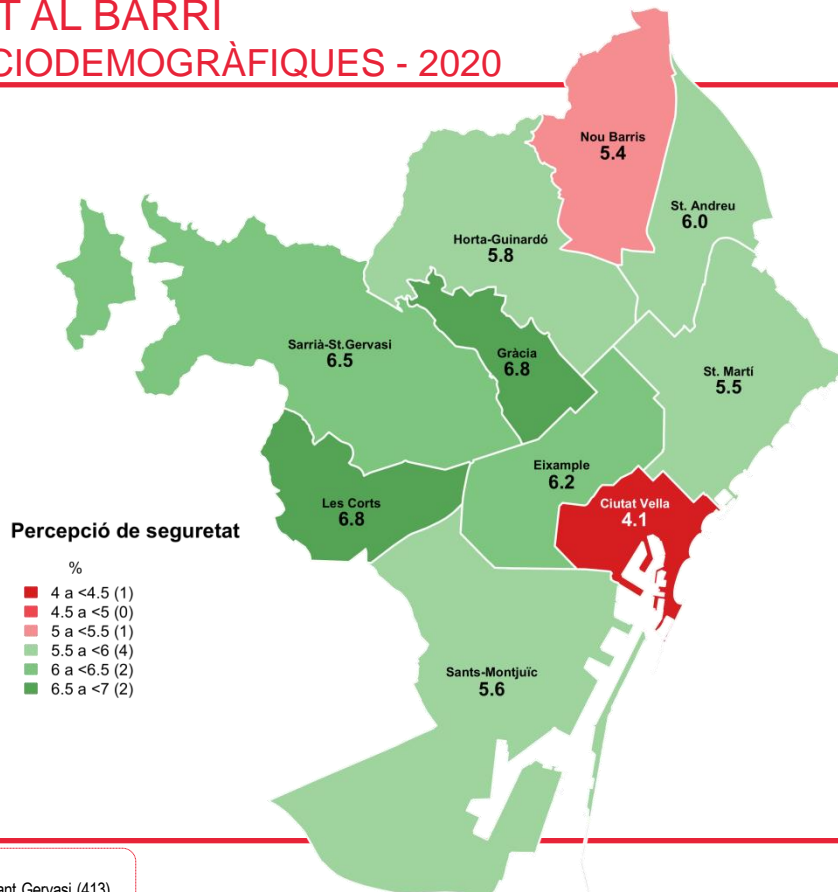 T AL BARRI
CIODEMOGRÀFIQUES - 2020
Nou Barris
5.4
St. Andreu
6.0
Horta-Guinardó
5.8
Sarrià-St.Gervasi
6.5
Gràcia
6.8
St. Martí
5.5
Eixample
6.2
Les Corts
6.8
Ciutat Vella
4.1
Percepció de seguretat
%
4 a <4.5 (1)
4.5 a <5 (0)
5 a <5.5 (1)
5.5 a <6 (4)
6 a <6.5 (2)
6.5 a <7 (2)
Sants-Montjuïc
5.6
ant Gervasi (413)